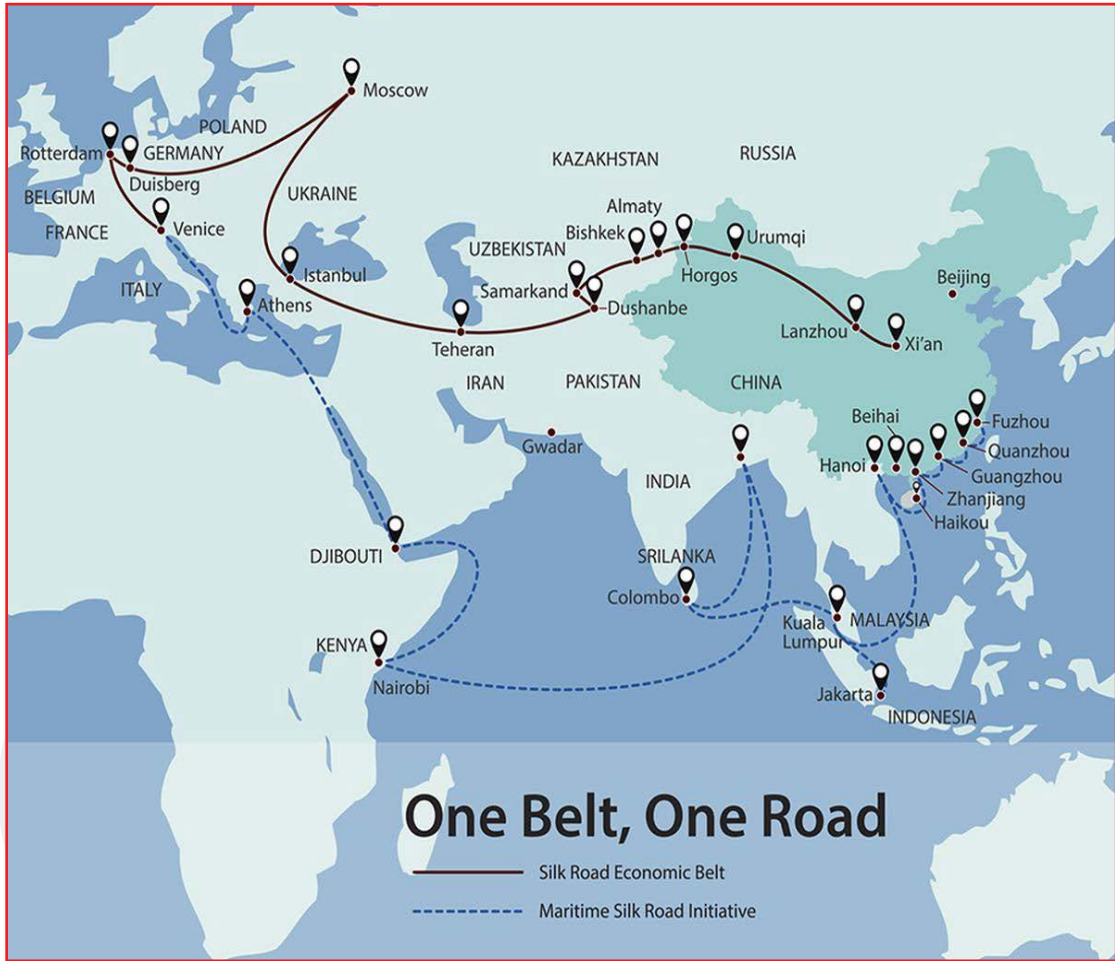 Moscow
POLAND
Rotterdam
GERMANY
Duisberg
KAZAKHSTAN
RUSSIA
BELGIUM
UKRAINE
FRANCE
Venice
Almaty
Bishkek
Urumqi
UZBEKISTAN
Horgos
Istanbul
ITALY
Athens
Samarkand
Dushanbe
Beijing
Teheran
Lanzhou
Xi'an
IRAN
PAKISTAN
CHINA
Beihai
Fuzhou
Gwadar
Quanzhou
Hanoi
INDIA
Guangzhou
Zhanjiang
Haikou
DJIBOUTI
SRILANKA
Colombo
Kuala
Lumpur
MALAYSIA
KENYA
Nairobi
Jakarta
INDONESIA
One Belt, One Road
Silk Road Economic Belt
Maritime Silk Road Initiative